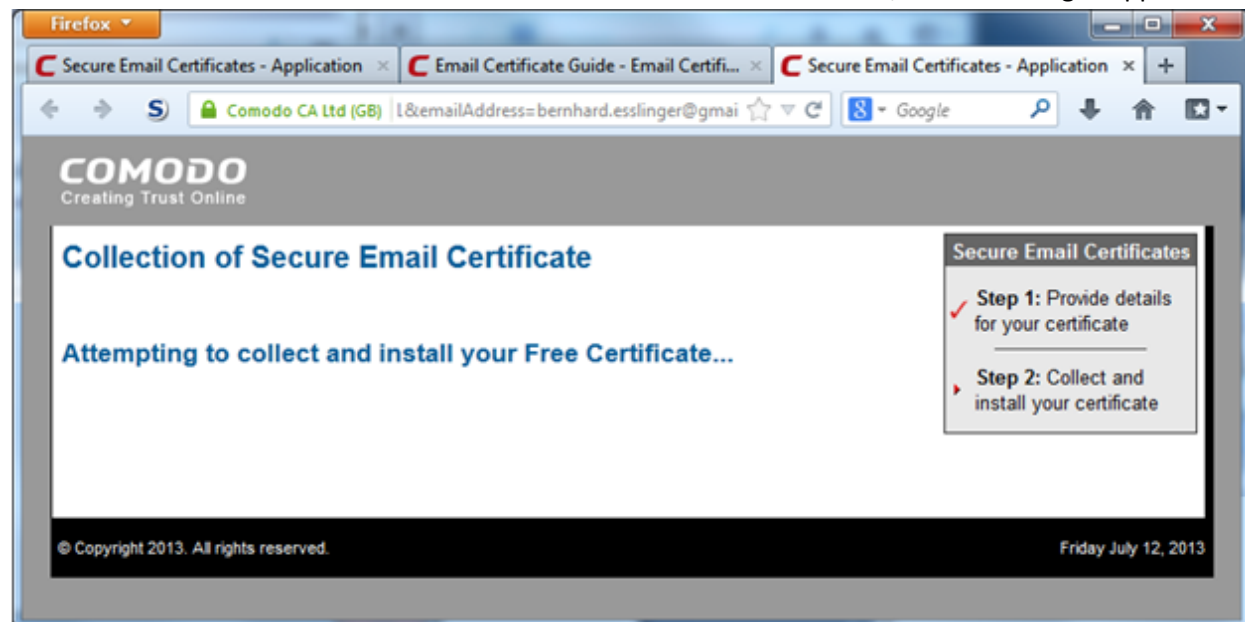 Firefox
Secure Email Certificates - Application
Email Certificate Guide - Email Certifi...
Secure Email Certificates - Application
S
Comodo CA Ltd (GB)
l&emailAddress=bernhard.esslinger@gmai
8
Google
COMODO
Creating Trust Online
Collection of Secure Email Certificate
Attempting to collect and install your Free Certificate...
Secure Email Certificates
Step 1: Provide details
for your certificate
Step 2: Collect and
install your certificate
© Copyright 2013. All rights reserved.
Friday July 12, 2013